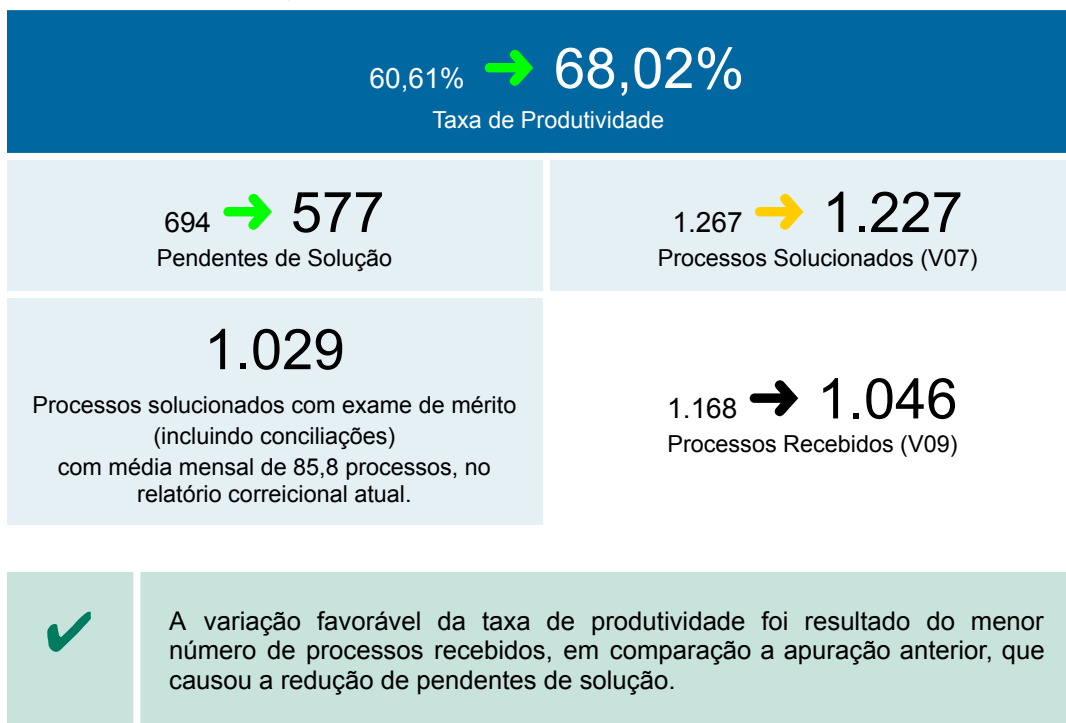 60,61% ➜ 68,02%
Taxa de Produtividade
694 ➜ 577
Pendentes de Solução
1.267 ➜ 1.227
Processos Solucionados (V07)
1.029
Processos solucionados com exame de mérito
(incluindo conciliações)
com média mensal de 85,8 processos, no
relatório correicional atual.
1.168 ➜ 1.046
Processos Recebidos (V09)
✔
A variação favorável da taxa de produtividade foi resultado do menor
número de processos recebidos, em comparação a apuração anterior, que
causou a redução de pendentes de solução.